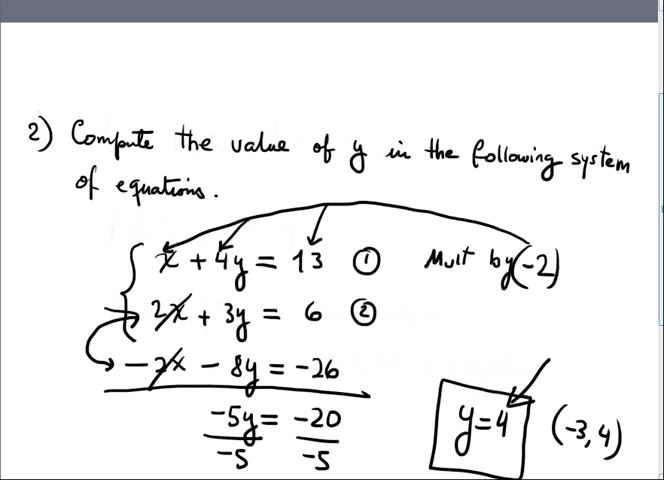 2) Compute the value of y in the following system
of equations.
x + 4y = 13 ① Mult by (-2)
2x + 3y = 6 ②
-2x - 8y = -26
-5y = -20
-5 -5
y=4 (-3,4)